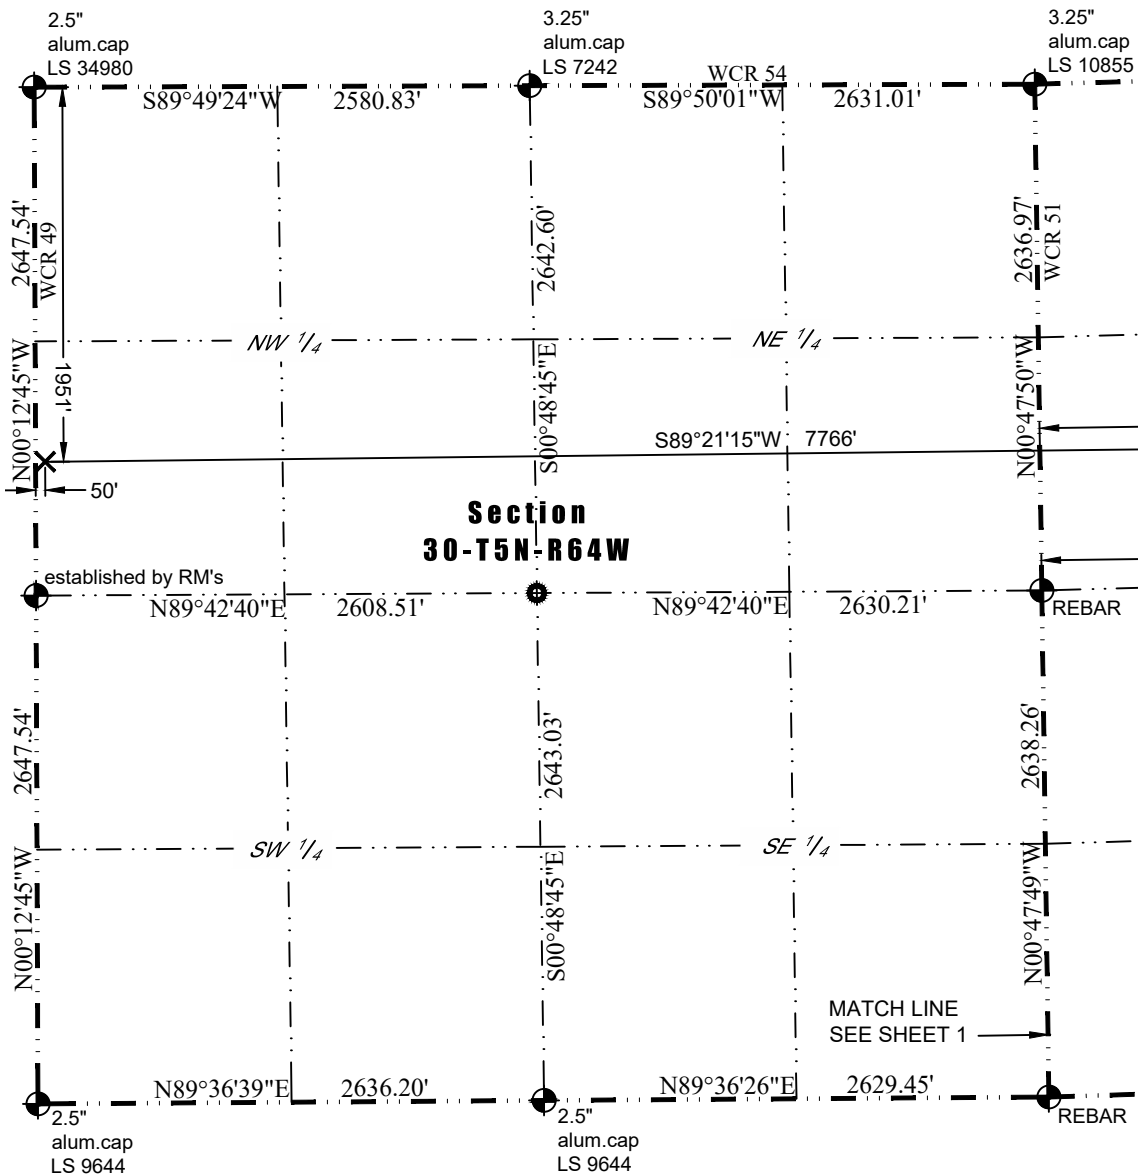 2.5"
alum.cap
LS 34980
3.25"
alum.cap
LS 7242
3.25"
alum.cap
LS 10855
WCR 54
S89°49'24"W 2580.83'
S89°50'01"W 2631.01'
2647.54'
WCR 49
N00°12'45"W
1951'
2642.60'
S00°48'45"E
2636.97'
WCR 51
N00°47'50"W
NW 1/4
NE 1/4
S89°21'15"W 7766'
50'
Section
30-T5N-R64W
established by RM's
N89°42'40"E 2608.51'
N89°42'40"E 2630.21'
REBAR
2647.54'
N00°12'45"W
2643.03'
S00°48'45"E
2638.26'
N00°47'49"W
SW 1/4
SE 1/4
MATCH LINE
SEE SHEET 1
N89°36'39"E 2636.20'
N89°36'26"E 2629.45'
2.5"
alum.cap
LS 9644
2.5"
alum.cap
LS 9644
REBAR